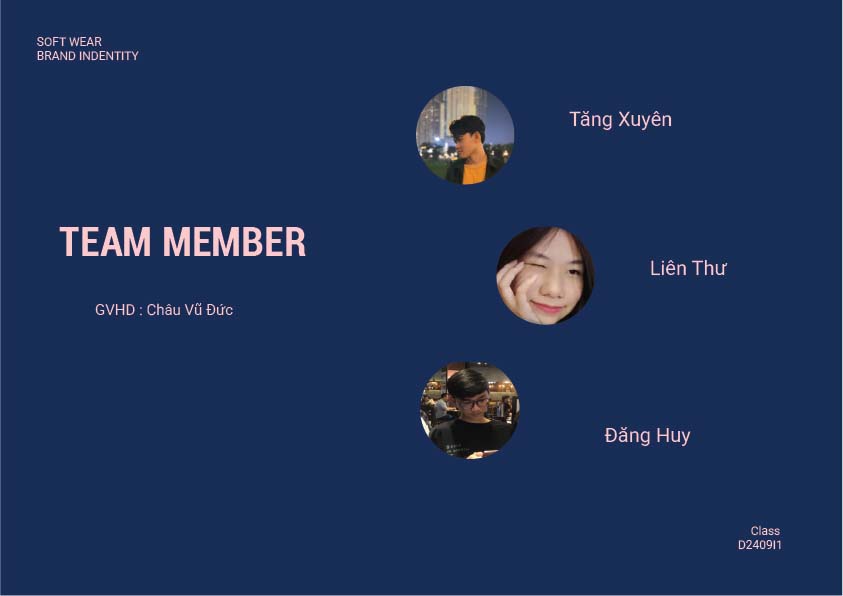 SOFT WEAR
BRAND INDENTITY
Tăng Xuyên
TEAM MEMBER
Liên Thư
GVHD : Châu Vũ Đức
Đăng Huy
Class
D2409I1